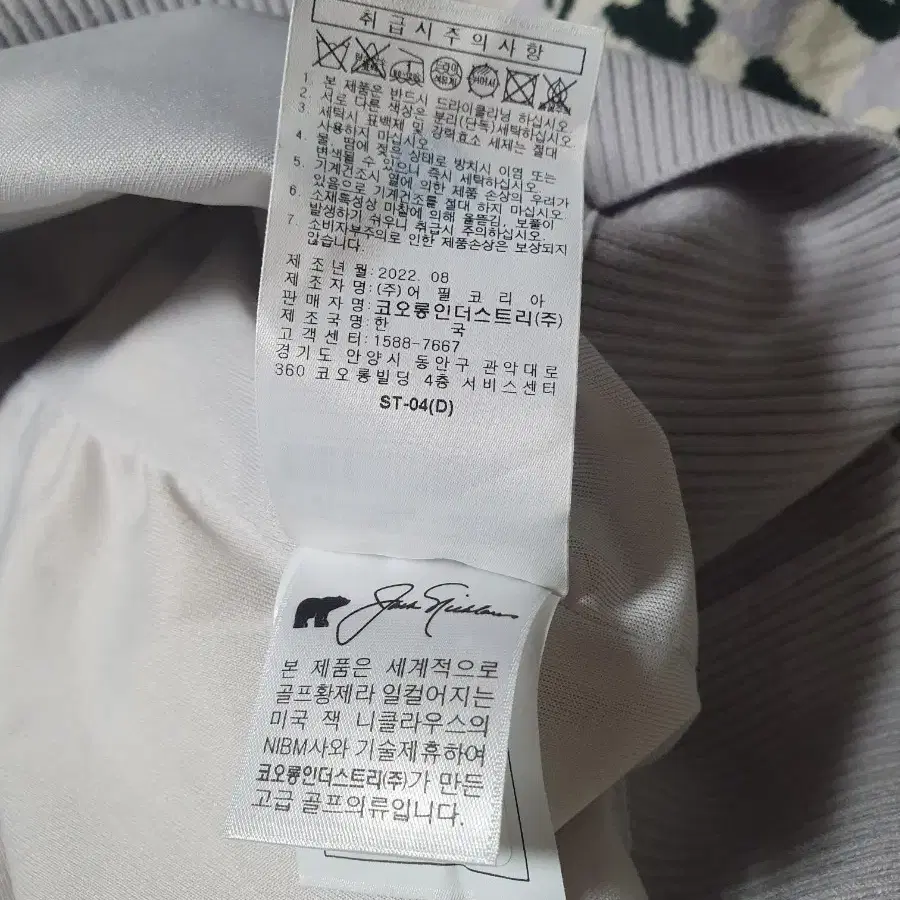 취급시주의사항
1. 본 제품은 반드시 드라이클리닝 하십시오.
2. 서로 다른 색상은 분리(단독)세탁하십시오.
3. 세탁시 표백제 및 강력효소 세제는 절대
사용하지 마십시오.
4. 물, 땀에 젖은 상태로 방치시 이염 또는
변색될 수 있으니 즉시 세탁하십시오.
5. 기계건조시 열에 의한 제품 손상의 우려가
있음으로 기계건조를 절대 하지 마십시오.
6. 소재특성상 마찰에 의해 올뜯김, 보풀이
발생하기 쉬우니 취급시 주의하십시오.
7. 소비자부주의로 인한 제품손상은 보상되지
않습니다.
제조년월:2022. 08
제조자명:(주)어필코리아
판매자명:코오롱인더스트리(주)
제조국명:한 국
고객센터:1588-7667
경기도 안양시 동안구 관악대로
360 코오롱빌딩 4층 서비스센터
ST-04(D)
Jack Nicklaus
본 제품은 세계적으로
골프황제라 일컬어지는
미국 잭 니클라우스의
NIBM사와 기술제휴하여
코오롱인더스트리(주)가 만든
고급 골프의류입니다.